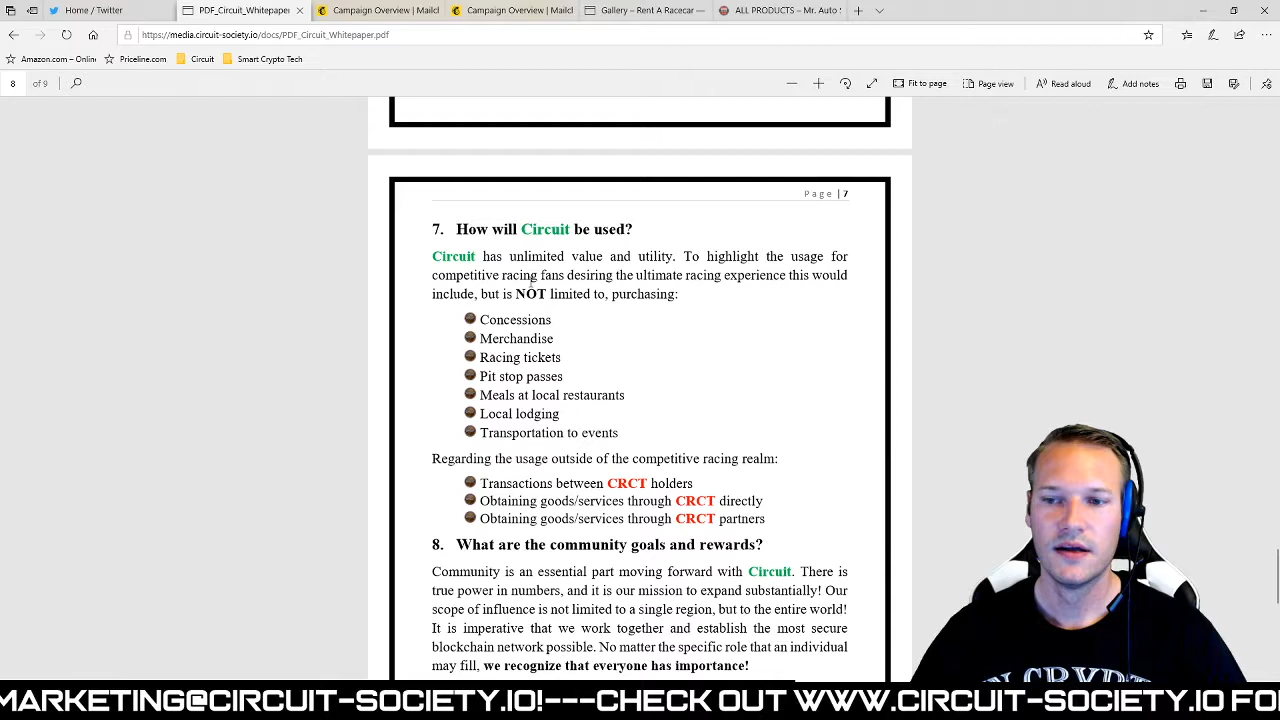 Home / Twitter
PDF_Circuit_Whitepaper
Campaign Overview | Mailcl
Campaign Overview | Mailcl
Gallery – Rent A Racecar
ALL PRODUCTS – Mr. Auto
https://media.circuit-society.io/docs/PDF_Circuit_Whitepaper.pdf
Amazon.com – Onlin
Priceline.com
Circuit
Smart Crypto Tech
8 of 9
Fit to page
Page view
Read aloud
Add notes
Page | 7
7. How will Circuit be used?
Circuit has unlimited value and utility. To highlight the usage for
competitive racing fans desiring the ultimate racing experience this would
include, but is NOT limited to, purchasing:
Concessions
Merchandise
Racing tickets
Pit stop passes
Meals at local restaurants
Local lodging
Transportation to events
Regarding the usage outside of the competitive racing realm:
Transactions between CRCT holders
Obtaining goods/services through CRCT directly
Obtaining goods/services through CRCT partners
8. What are the community goals and rewards?
Community is an essential part moving forward with Circuit. There is
true power in numbers, and it is our mission to expand substantially! Our
scope of influence is not limited to a single region, but to the entire world!
It is imperative that we work together and establish the most secure
blockchain network possible. No matter the specific role that an individual
may fill, we recognize that everyone has importance!
MARKETING@CIRCUIT-SOCIETY.IO!---CHECK OUT WWW.CIRCUIT-SOCIETY.IO FO